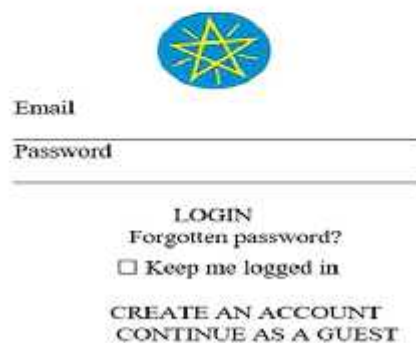 Email
Password
LOGIN
Forgotten password?
Keep me logged in
CREATE AN ACCOUNT
CONTINUE AS A GUEST